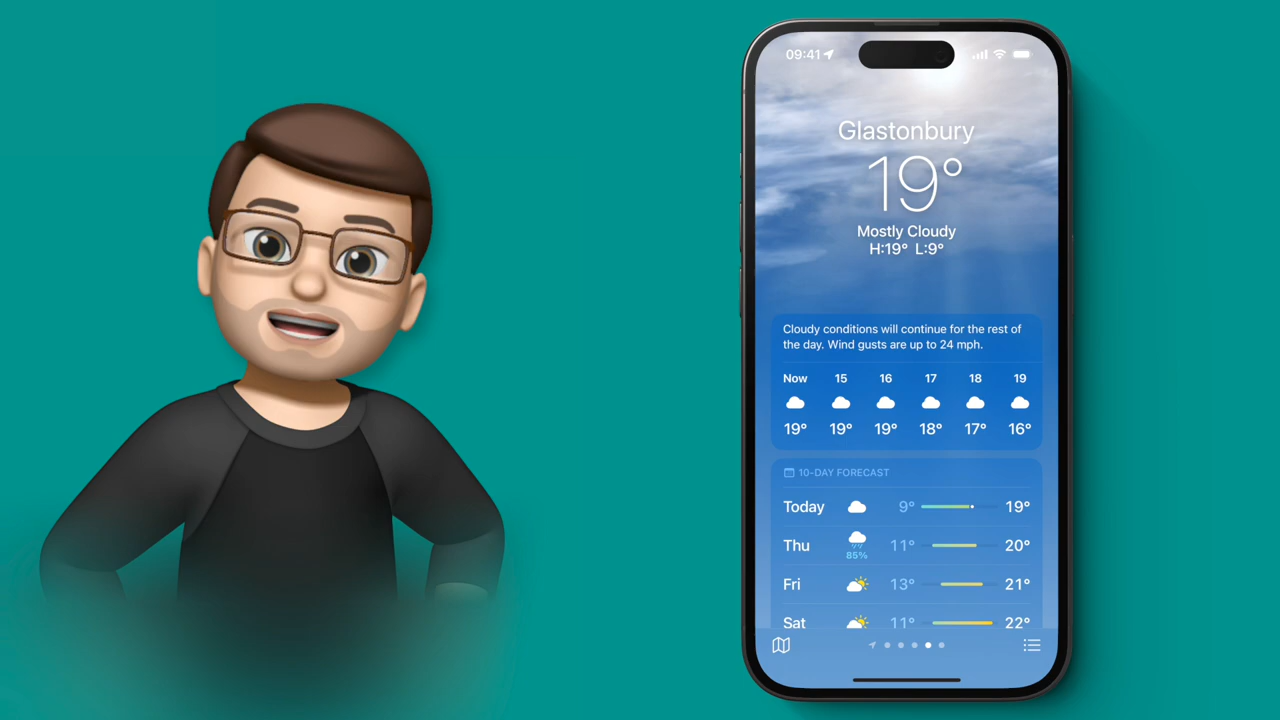 09:41
Glastonbury
19°
Mostly Cloudy
H:19° L:9°
Cloudy conditions will continue for the rest of
the day. Wind gusts are up to 24 mph.
Now 15 16 17 18 19
19° 19° 19° 18° 17° 16°
10-DAY FORECAST
Today 9° 19°
Thu 85% 11° 20°
Fri 13° 21°
Sat 11° 22°